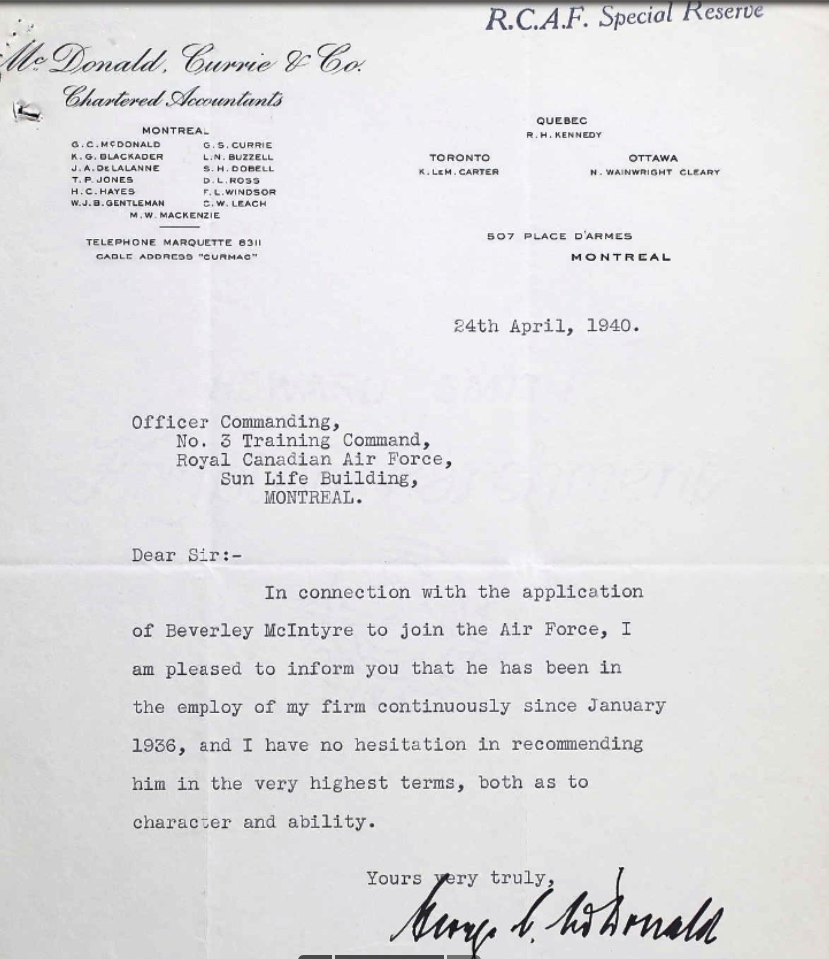 R.C.A.F. Special Reserve
McDonald, Currie & Co.
Chartered Accountants
MONTREAL
G. C. McDONALD G. S. CURRIE
K. G. BLACKADER L. N. BUZZELL
J. A. DeLALANNE S. H. DOBELL
T. P. JONES D. L. ROSS
H. C. HAYES F. L. WINDSOR
W. J. B. GENTLEMAN C. W. LEACH
M. W. MACKENZIE
TELEPHONE MARQUETTE 8311
CABLE ADDRESS "CURMAC"
QUEBEC
R. H. KENNEDY
TORONTO OTTAWA
K. LeM. CARTER N. WAINWRIGHT CLEARY
507 PLACE D'ARMES
MONTREAL
24th April, 1940.
Officer Commanding,
No. 3 Training Command,
Royal Canadian Air Force,
Sun Life Building,
MONTREAL.
Dear Sir:-
In connection with the application
of Beverley McIntyre to join the Air Force, I
am pleased to inform you that he has been in
the employ of my firm continuously since January
1936, and I have no hesitation in recommending
him in the very highest terms, both as to
character and ability.
Yours very truly,
George C. McDonald